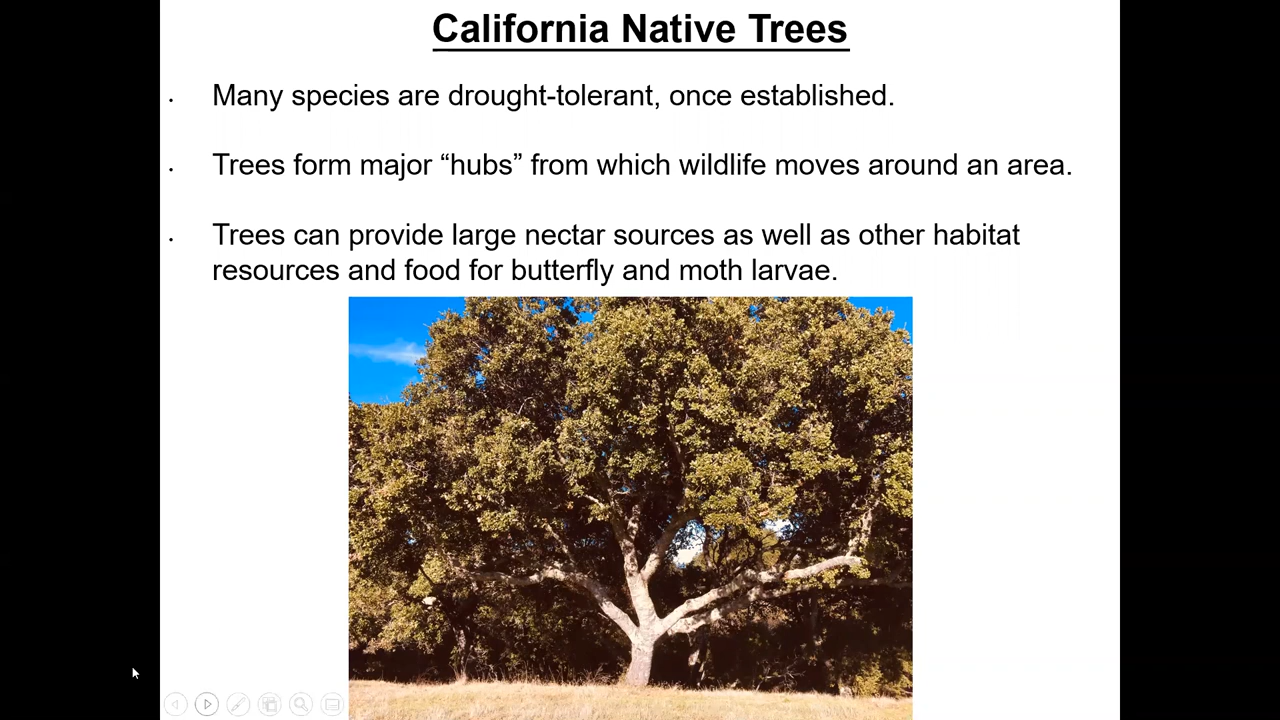 California Native Trees
• Many species are drought-tolerant, once established.
• Trees form major “hubs” from which wildlife moves around an area.
• Trees can provide large nectar sources as well as other habitat
resources and food for butterfly and moth larvae.